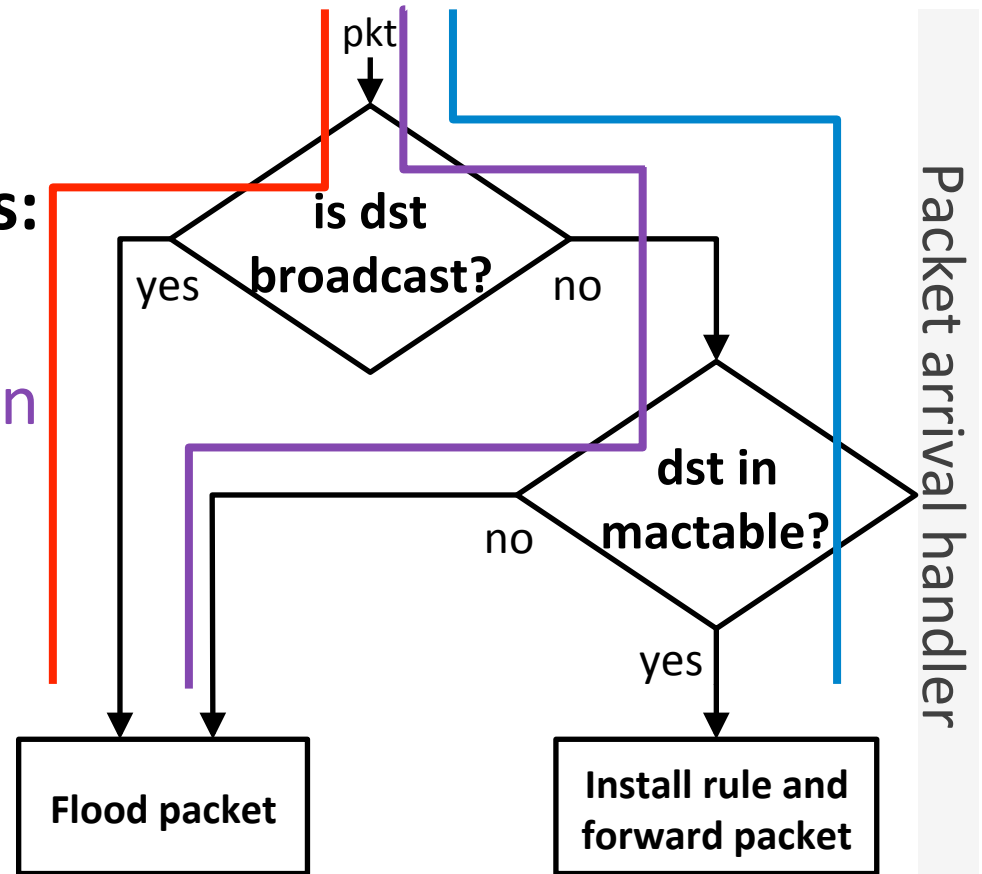 pkt
s:
is dst
broadcast?
yes
no
n
dst in
mactable?
no
yes
Flood packet
Install rule and
forward packet
Packet arrival handler